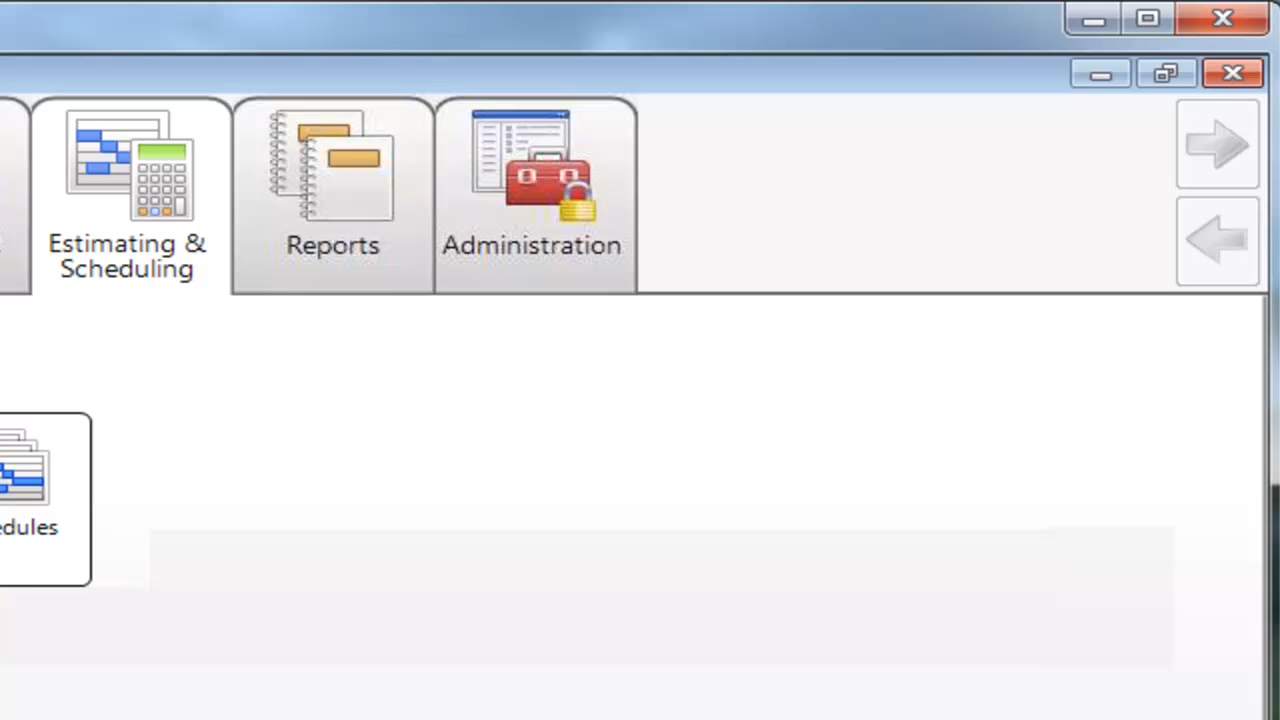 Estimating &
Scheduling
Reports
Administration
edules